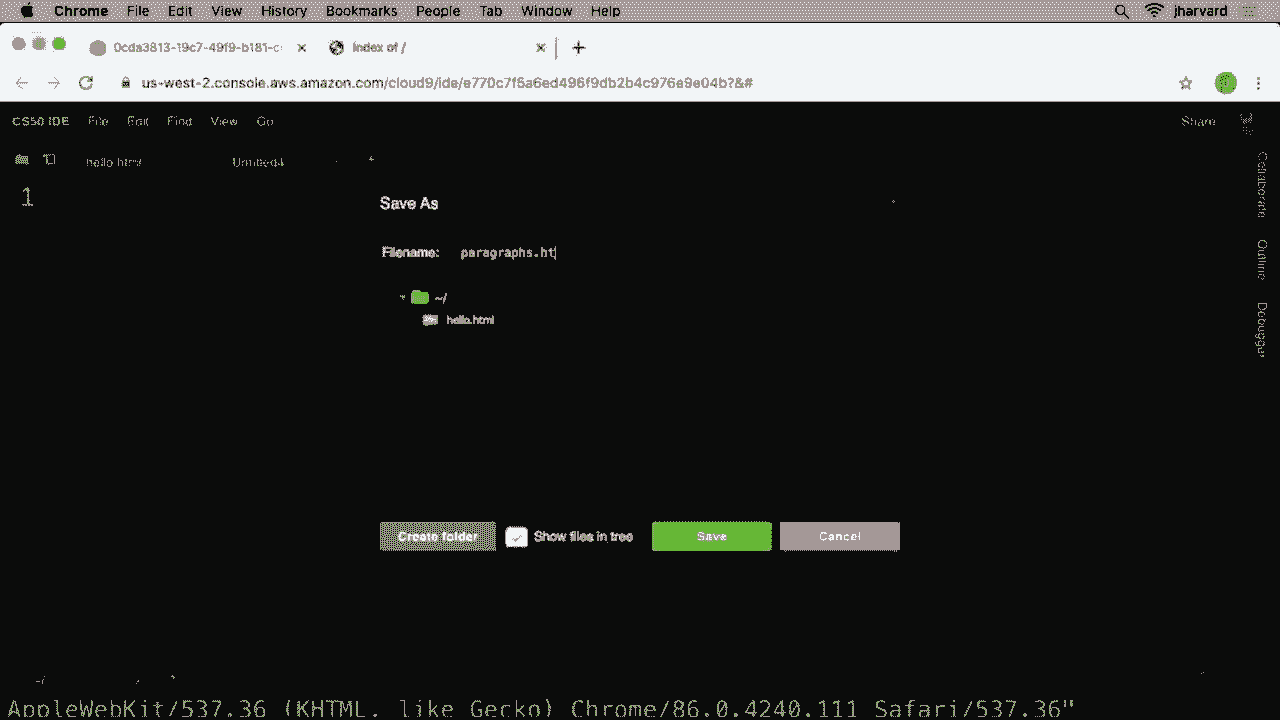 Chrome File Edit View History Bookmarks People Tab Window Help jharvard
0cda3813-19c7-49f9-b181-c Index of /
us-west-2.console.aws.amazon.com/cloud9/ide/e770c7f5a6ed496f9db2b4c976e9e04b?&#
CS50 IDE File Edit Find View Go Share
hello.html Untitled4
1
Save As
Filename: paragraphs.ht
~/
hello.html
Create folder Show files in tree Save Cancel
Collaborate
Outline
Debugger
AppleWebKit/537.36 (KHTML, like Gecko) Chrome/86.0.4240.111 Safari/537.36"